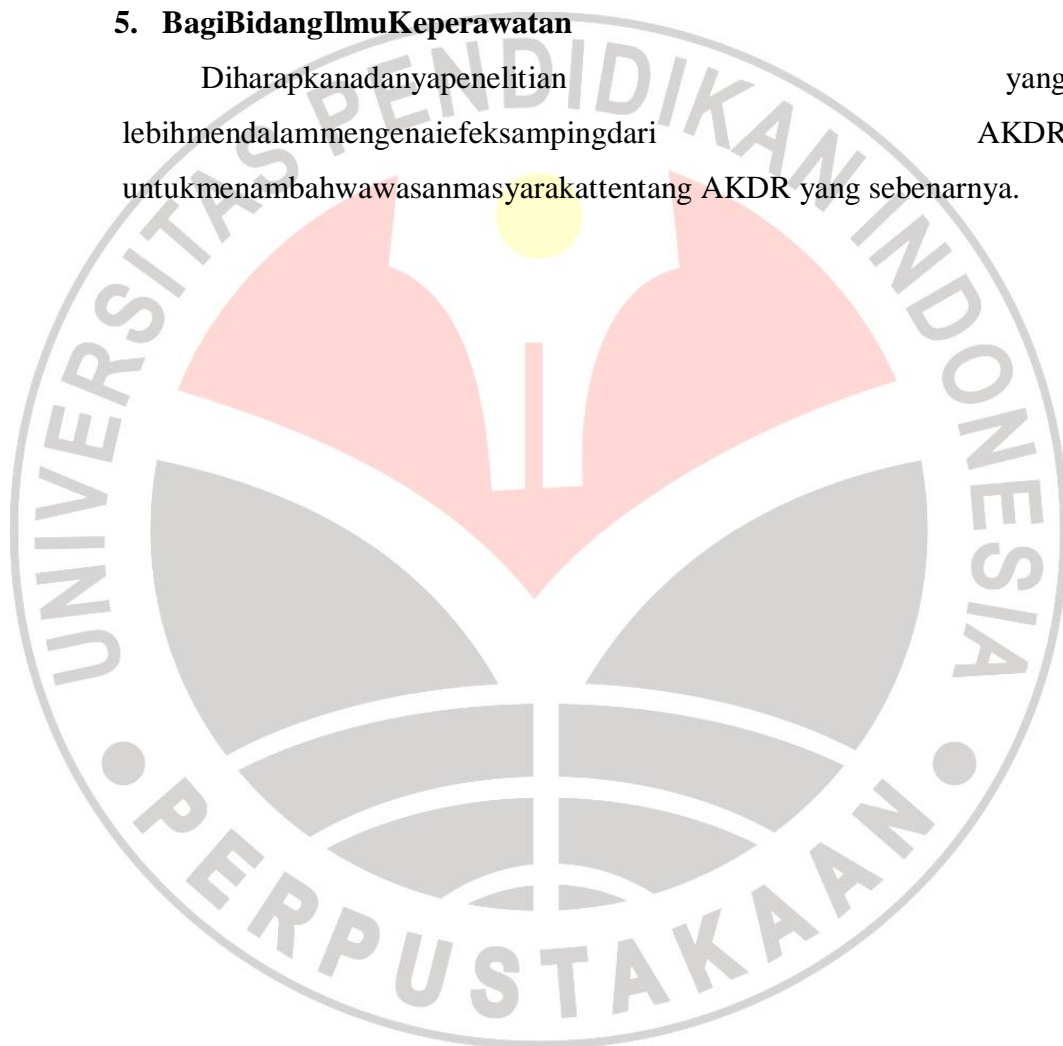 5. BagiBidangIlmuKeperawatan
Diharapkanadanyapenelitian yang
lebihmendalammengenaiefeksampingdari AKDR
untukmenambahwawasanmasyarakattentang AKDR yang sebenarnya.
UNIVERSITAS PENDIDIKAN INDONESIA
PERPUSTAKAAN